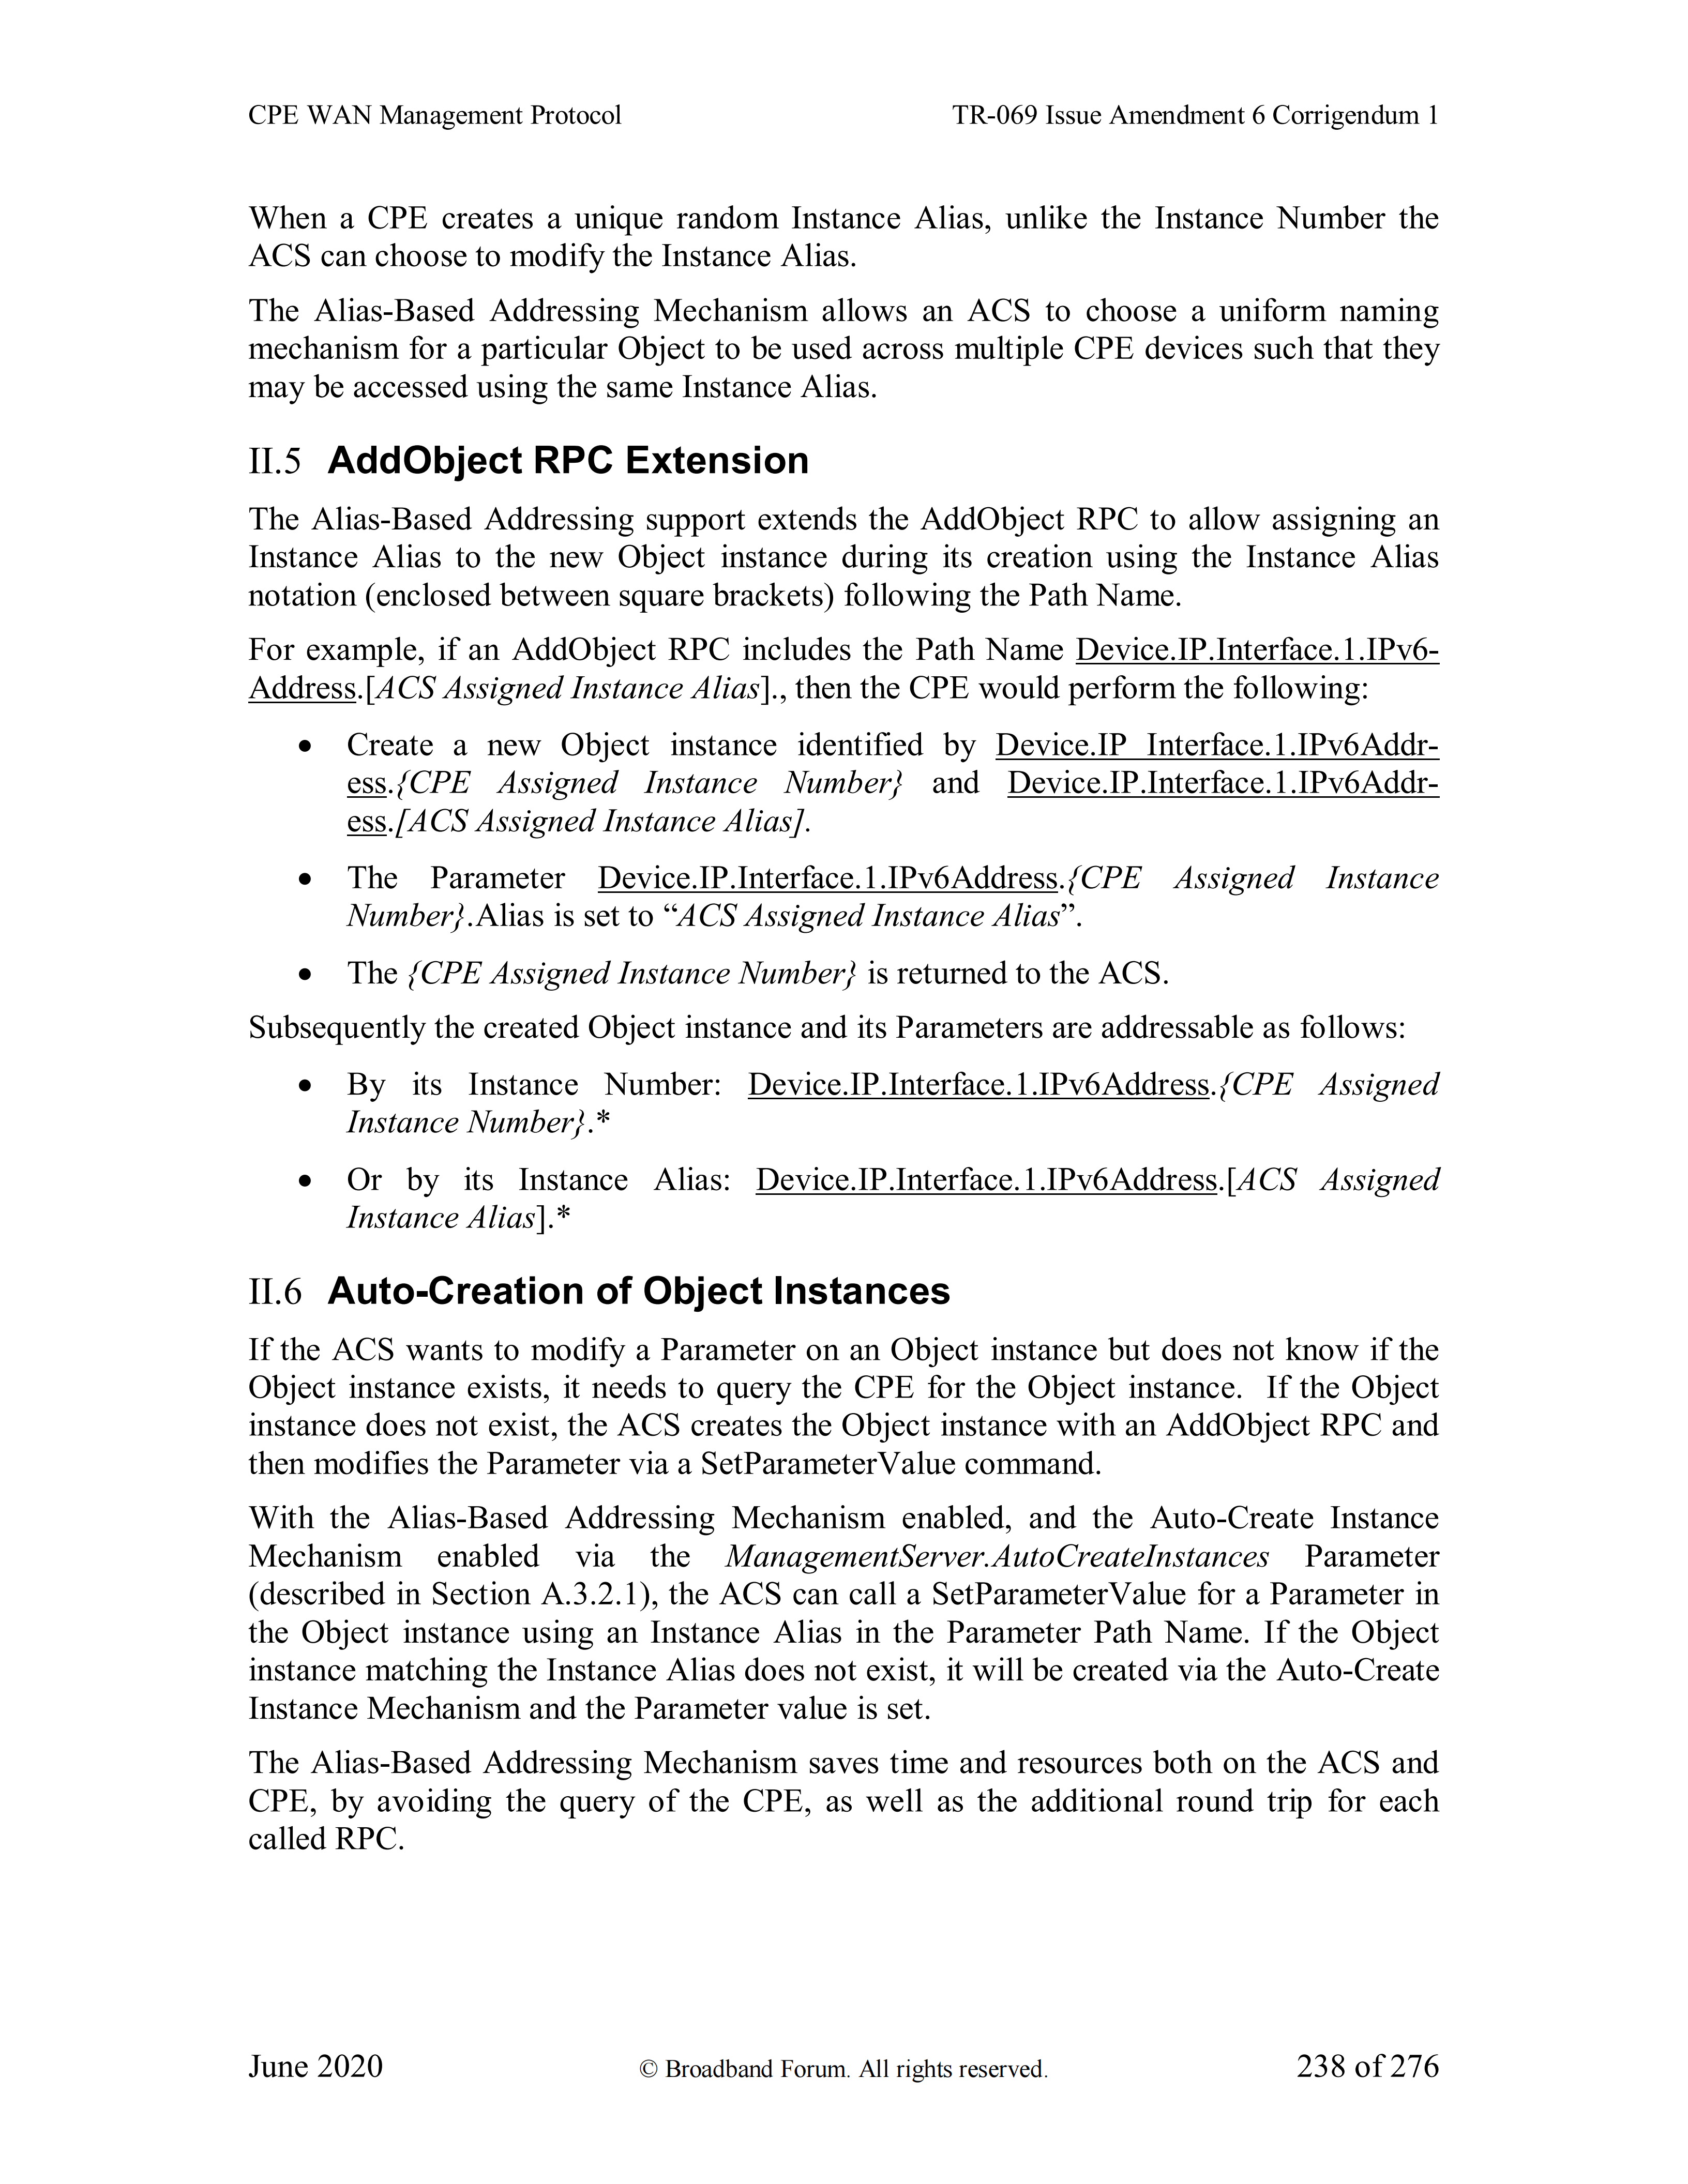 CPE WAN Management Protocol
TR-069 Issue Amendment 6 Corrigendum 1
When a CPE creates a unique random Instance Alias, unlike the Instance Number the
ACS can choose to modify the Instance Alias.
The Alias-Based Addressing Mechanism allows an ACS to choose a uniform naming
mechanism for a particular Object to be used across multiple CPE devices such that they
may be accessed using the same Instance Alias.
II.5 AddObject RPC Extension
The Alias-Based Addressing support extends the AddObject RPC to allow assigning an
Instance Alias to the new Object instance during its creation using the Instance Alias
notation (enclosed between square brackets) following the Path Name.
For example, if an AddObject RPC includes the Path Name Device.IP.Interface.1.IPv6-
Address.[ACS Assigned Instance Alias]., then the CPE would perform the following:
• Create a new Object instance identified by Device.IP Interface.1.IPv6Addr-
ess.{CPE Assigned Instance Number} and Device.IP.Interface.1.IPv6Addr-
ess.[ACS Assigned Instance Alias].
• The Parameter Device.IP.Interface.1.IPv6Address.{CPE Assigned Instance
Number}.Alias is set to “ACS Assigned Instance Alias”.
• The {CPE Assigned Instance Number} is returned to the ACS.
Subsequently the created Object instance and its Parameters are addressable as follows:
• By its Instance Number: Device.IP.Interface.1.IPv6Address.{CPE Assigned
Instance Number}.*
• Or by its Instance Alias: Device.IP.Interface.1.IPv6Address.[ACS Assigned
Instance Alias].*
II.6 Auto-Creation of Object Instances
If the ACS wants to modify a Parameter on an Object instance but does not know if the
Object instance exists, it needs to query the CPE for the Object instance. If the Object
instance does not exist, the ACS creates the Object instance with an AddObject RPC and
then modifies the Parameter via a SetParameterValue command.
With the Alias-Based Addressing Mechanism enabled, and the Auto-Create Instance
Mechanism enabled via the ManagementServer.AutoCreateInstances Parameter
(described in Section A.3.2.1), the ACS can call a SetParameterValue for a Parameter in
the Object instance using an Instance Alias in the Parameter Path Name. If the Object
instance matching the Instance Alias does not exist, it will be created via the Auto-Create
Instance Mechanism and the Parameter value is set.
The Alias-Based Addressing Mechanism saves time and resources both on the ACS and
CPE, by avoiding the query of the CPE, as well as the additional round trip for each
called RPC.
June 2020
© Broadband Forum. All rights reserved.
238 of 276